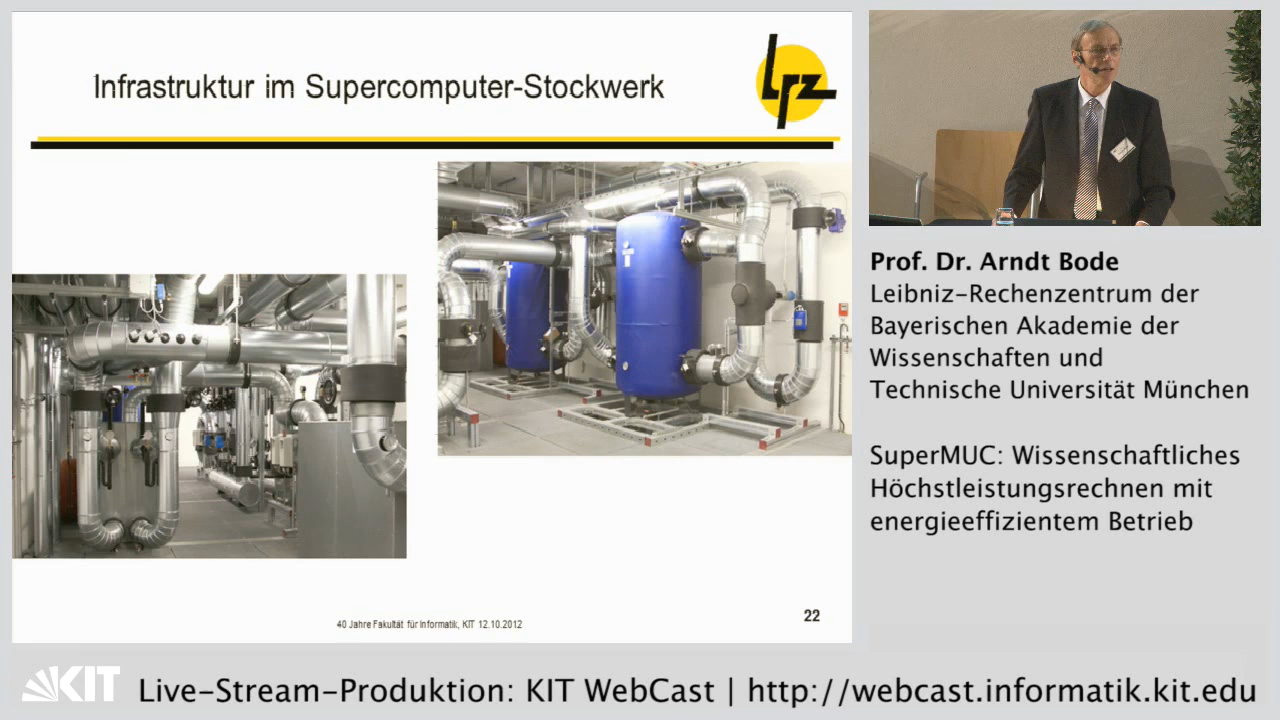 Infrastruktur im Supercomputer-Stockwerk
lrz
40 Jahre Fakultät für Informatik, KIT 12.10.2012
22
Prof. Dr. Arndt Bode
Leibniz-Rechenzentrum der
Bayerischen Akademie der
Wissenschaften und
Technische Universität München
SuperMUC: Wissenschaftliches
Höchstleistungsrechnen mit
energieeffizientem Betrieb
KIT
Live-Stream-Produktion: KIT WebCast | http://webcast.informatik.kit.edu